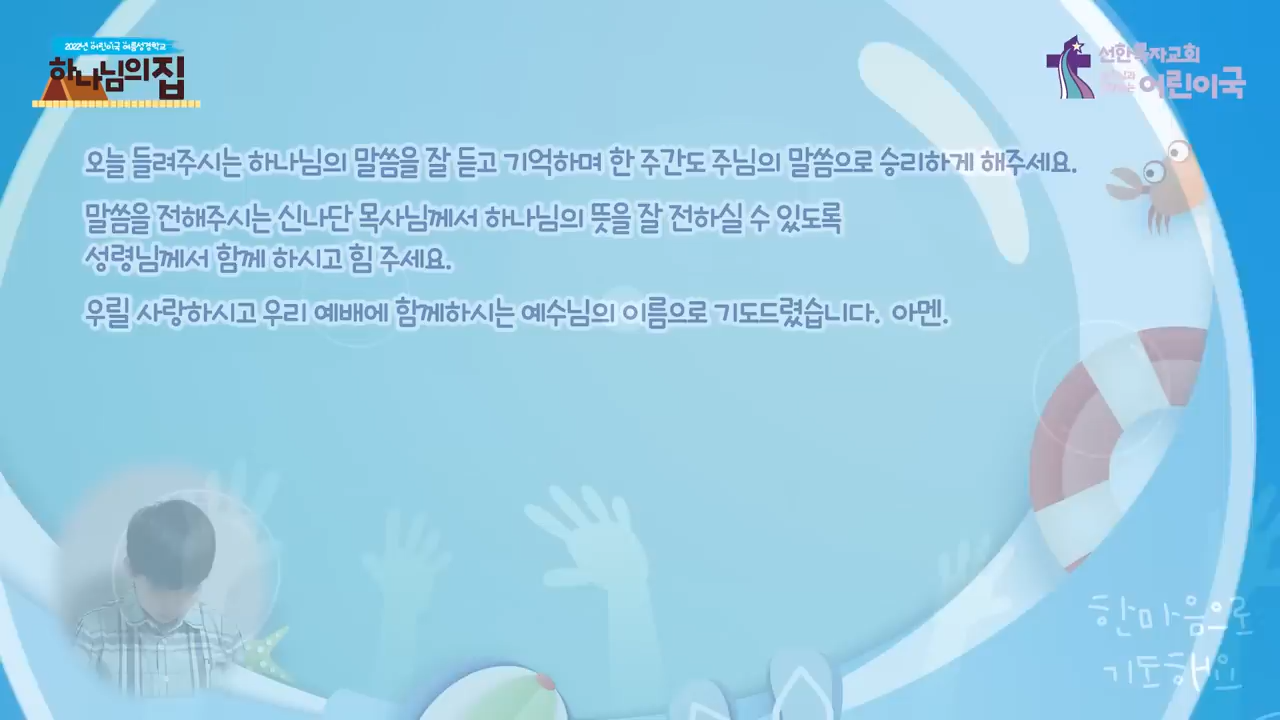 2022년 어린이국 여름성경학교
하나님의집
선한목자교회
어린이국
오늘 들려주시는 하나님의 말씀을 잘 듣고 기억하며 한 주간도 주님의 말씀으로 승리하게 해주세요.
말씀을 전해주시는 신나단 목사님께서 하나님의 뜻을 잘 전하실 수 있도록
성령님께서 함께 하시고 힘 주세요.
우릴 사랑하시고 우리 예배에 함께하시는 예수님의 이름으로 기도드렸습니다. 아멘.
한마음으로
기도해요